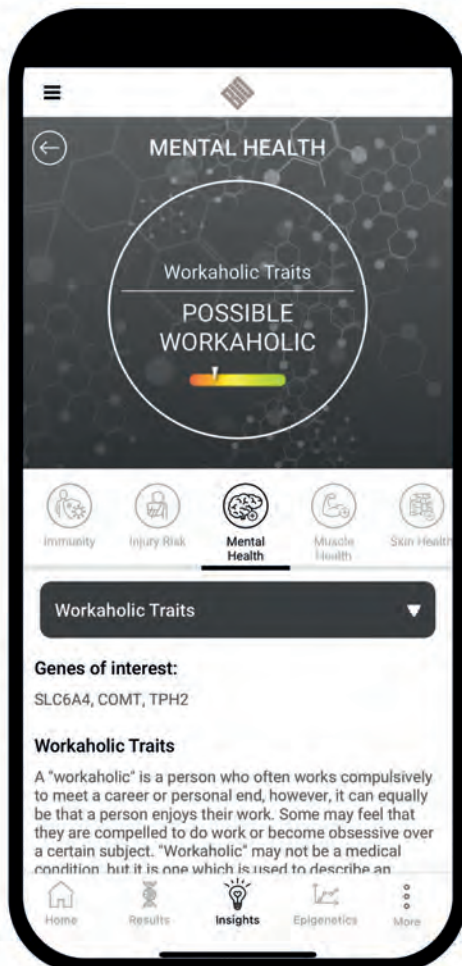 MENTAL HEALTH
Workaholic Traits
POSSIBLE
WORKAHOLIC
Immunity
Injury Risk
Mental
Health
Muscle
Health
Skin Health
Workaholic Traits
Genes of interest:
SLC6A4, COMT, TPH2
Workaholic Traits
A "workaholic" is a person who often works compulsively
to meet a career or personal end, however, it can equally
be that a person enjoys their work. Some may feel that
they are compelled to do work or become obsessive over
a certain subject. "Workaholic" may not be a medical
condition, but it is one which is used to describe an
Home
Results
Insights
Epigenetics
More